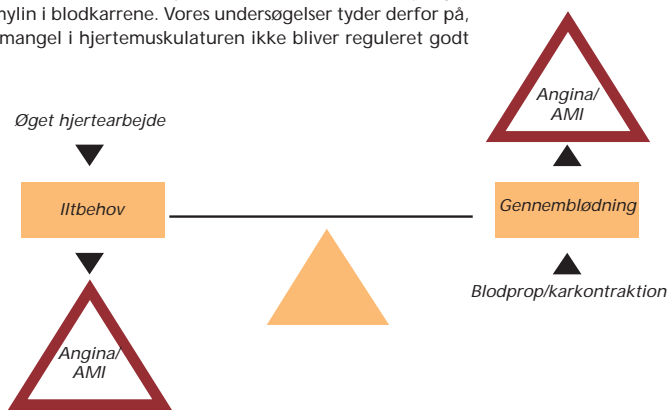 mylin i blodkarrene. Vores undersøgelser tyder derfor på,
mangel i hjertemuskulaturen ikke bliver reguleret godt
Angina/
AMI
Øget hjertearbejde
Iltbehov
Gennemblødning
Blodprop/karkontraktion
Angina/
AMI